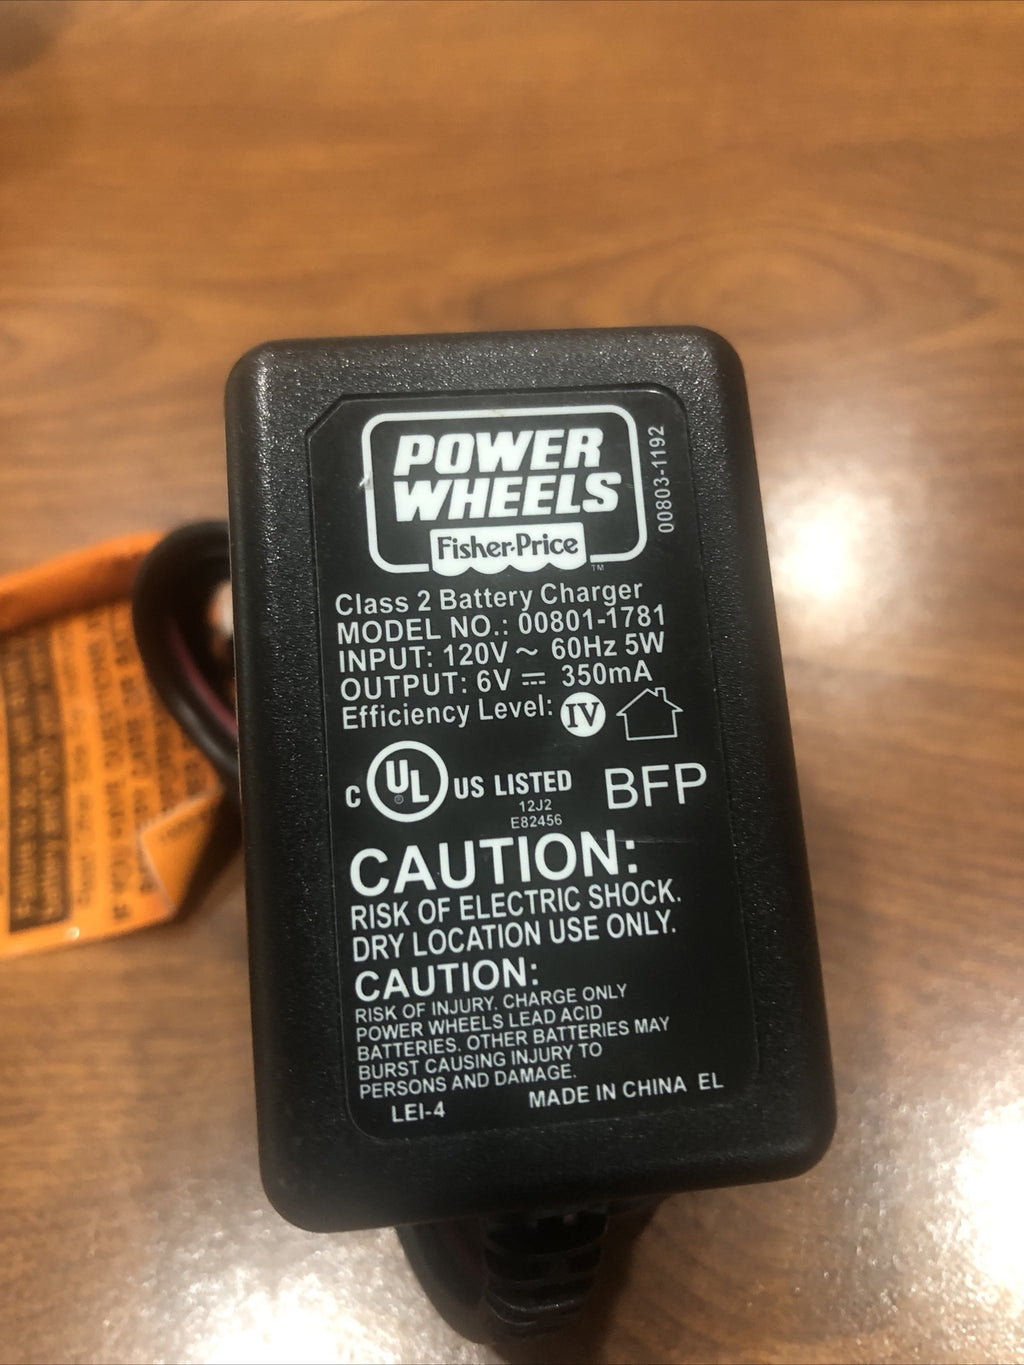 POWER
WHEELS
Fisher-Price
TM
00803-1192
Class 2 Battery Charger
MODEL NO.: 00801-1781
INPUT: 120V ~ 60Hz 5W
OUTPUT: 6V ⎓ 350mA
Efficiency Level: IV
C UL ® US LISTED BFP
12J2
E82456
CAUTION:
RISK OF ELECTRIC SHOCK.
DRY LOCATION USE ONLY.
CAUTION:
RISK OF INJURY. CHARGE ONLY
POWER WHEELS LEAD ACID
BATTERIES. OTHER BATTERIES MAY
BURST CAUSING INJURY TO
PERSONS AND DAMAGE.
LEI-4 MADE IN CHINA EL